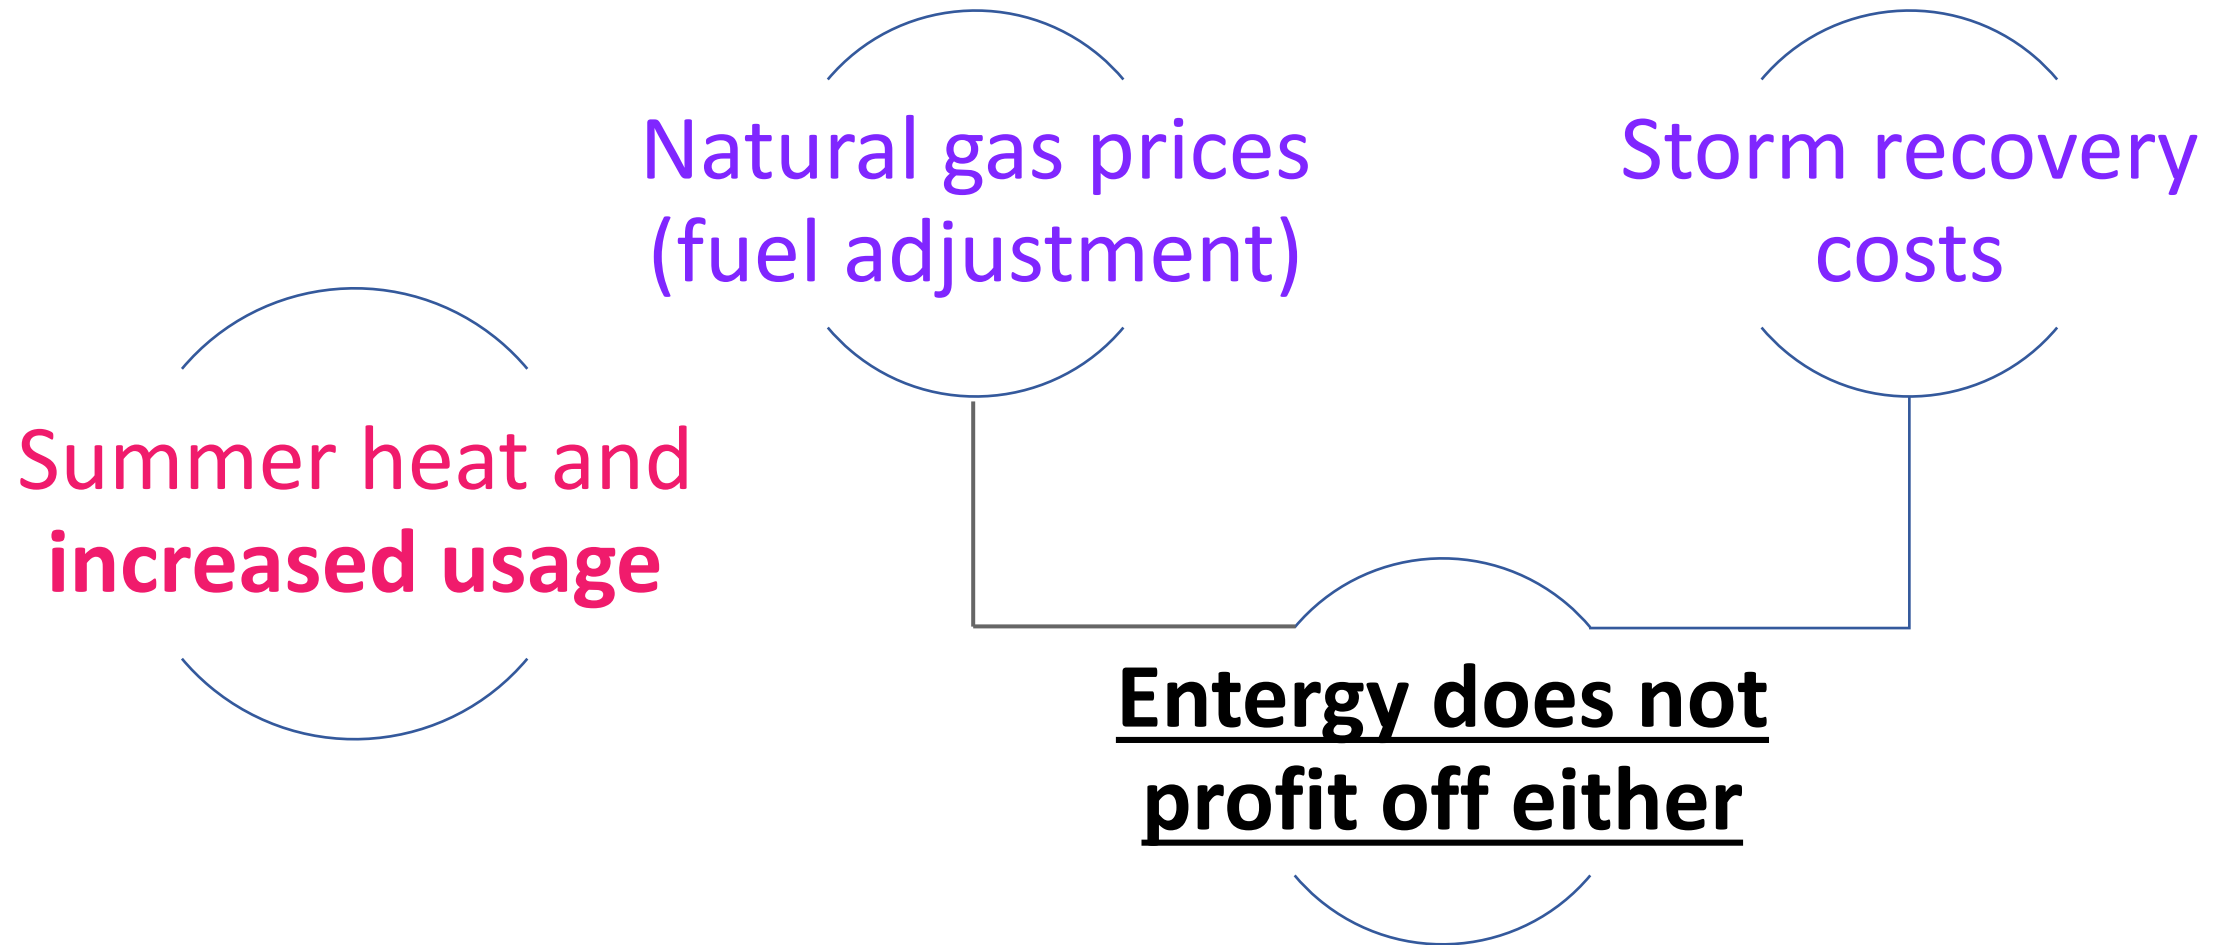 Natural gas prices
(fuel adjustment)
Storm recovery
costs
Summer heat and
increased usage
Entergy does not
profit off either